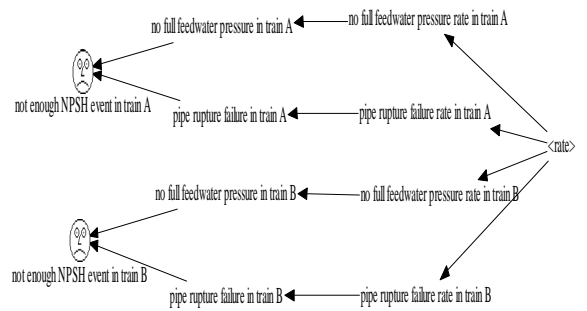 no full feedwater pressure in train A
no full feedwater pressure rate in train A
not enough NPSH event in train A
pipe rupture failure in train A
pipe rupture failure rate in train A
<rate>
no full feedwater pressure in train B
no full feedwater pressure rate in train B
not enough NPSH event in train B
pipe rupture failure in train B
pipe rupture failure rate in train B